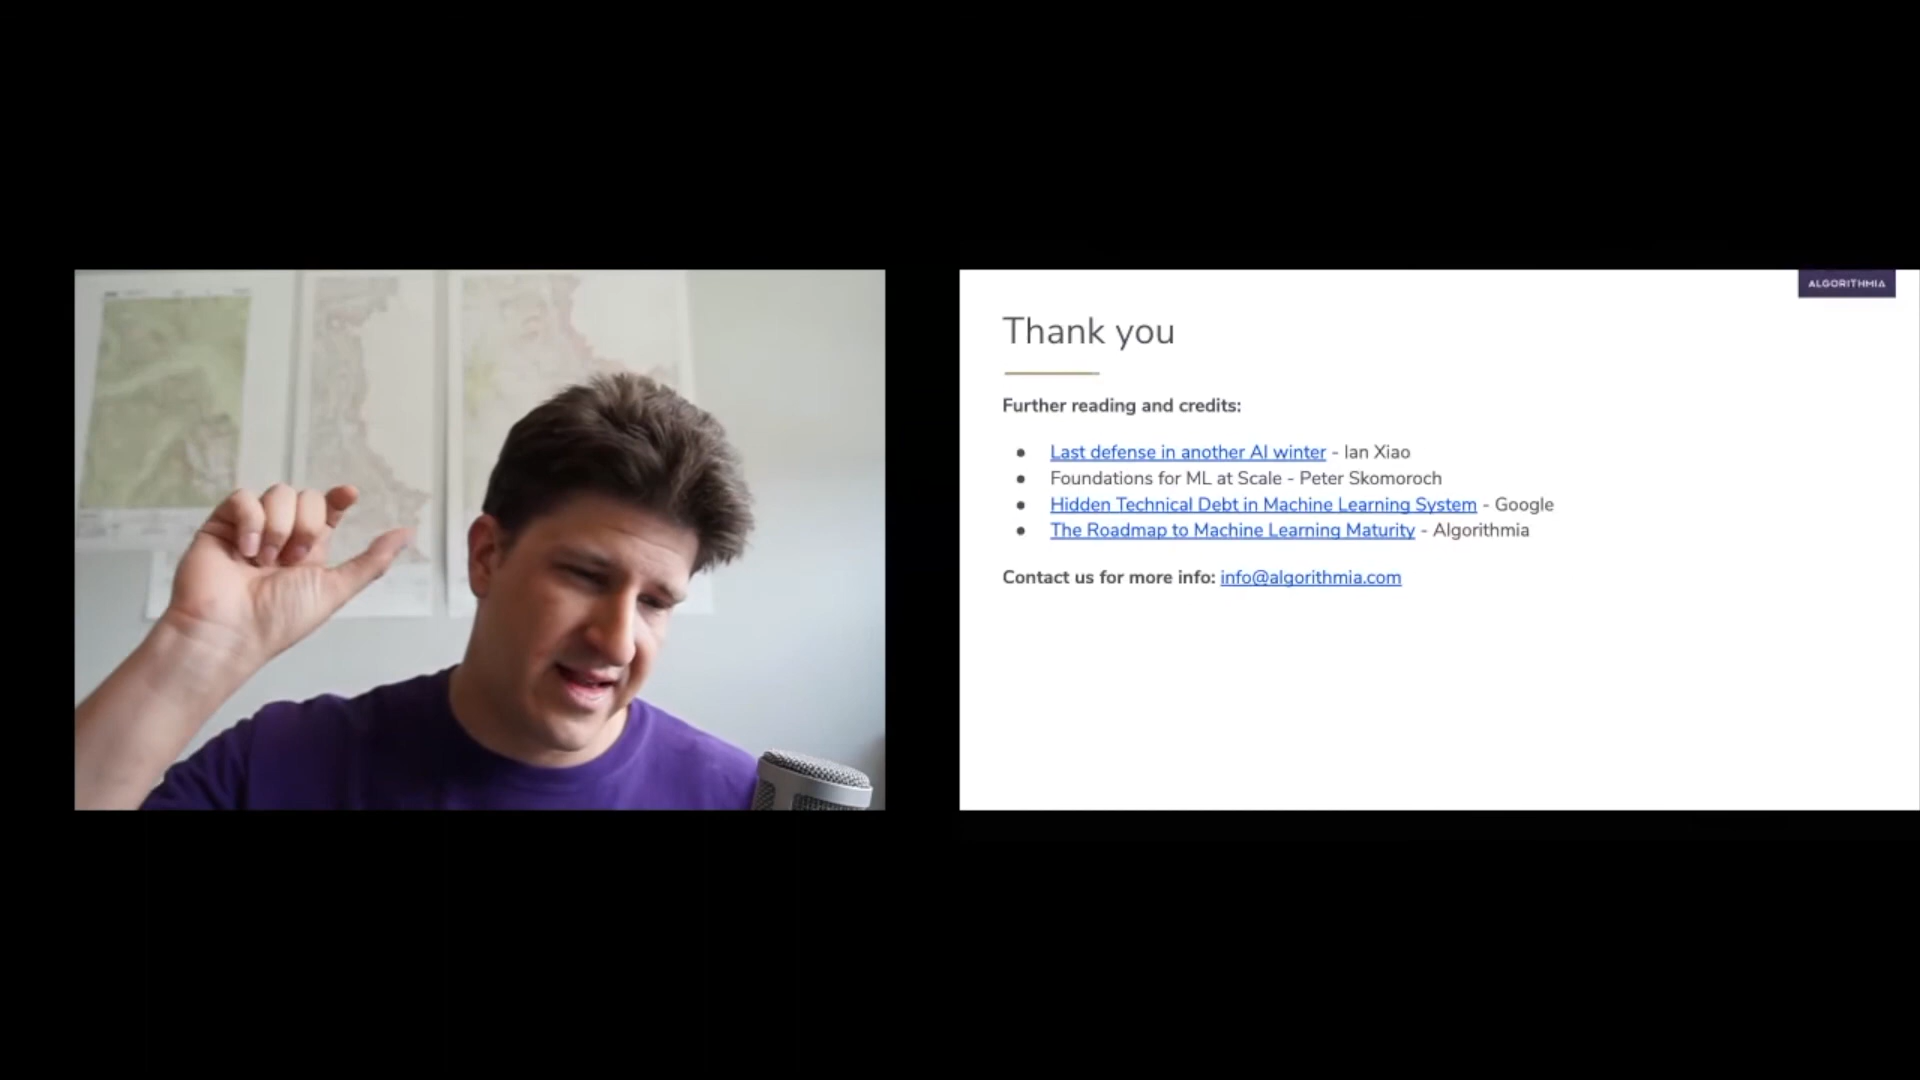 ALGORITHMIA
Thank you
Further reading and credits:
● Last defense in another AI winter - Ian Xiao
● Foundations for ML at Scale - Peter Skomoroch
● Hidden Technical Debt in Machine Learning System - Google
● The Roadmap to Machine Learning Maturity - Algorithmia
Contact us for more info: info@algorithmia.com